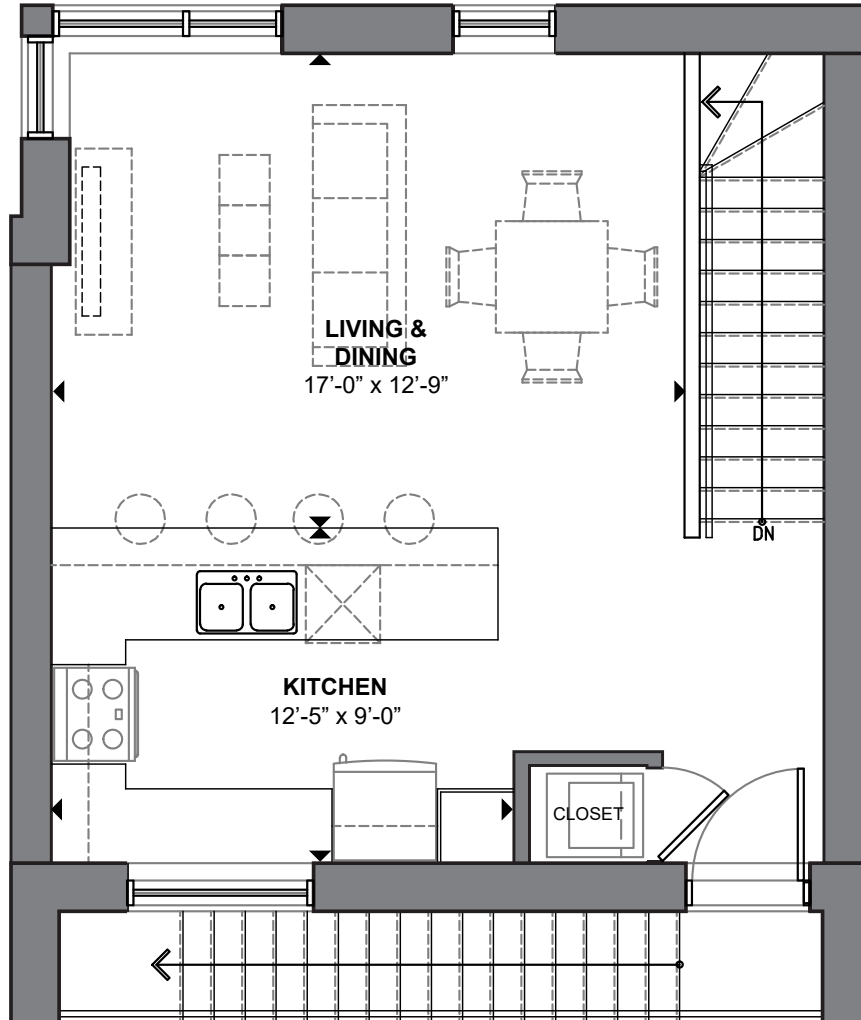 LIVING &
DINING
17’-0” x 12’-9”
DN
KITCHEN
12’-5” x 9’-0”
CLOSET